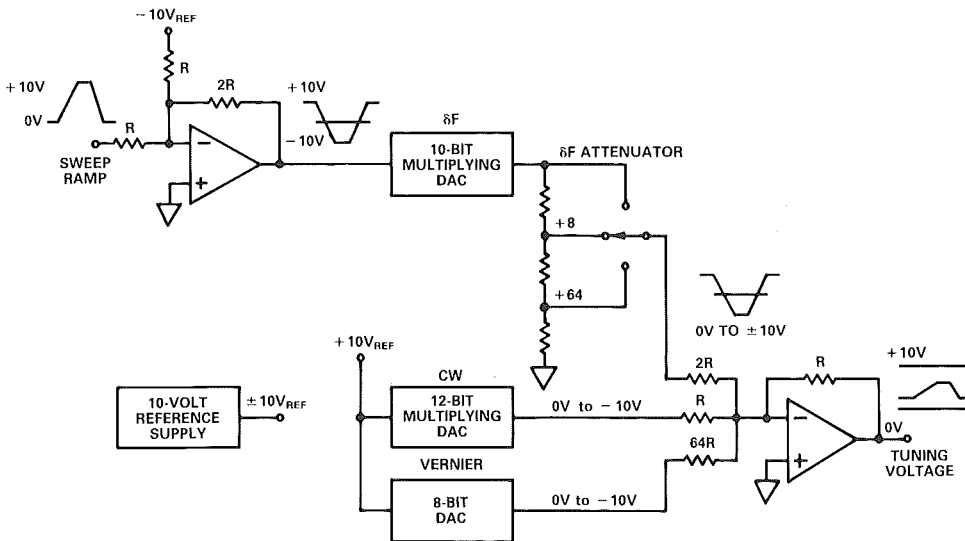 − 10VREF
R
+ 10V
0V
R
SWEEP
RAMP
2R
−
+
+ 10V
− 10V
δF
10-BIT
MULTIPLYING
DAC
δF ATTENUATOR
+8
+64
0V TO ± 10V
+ 10VREF
10-VOLT
REFERENCE
SUPPLY
± 10VREF
CW
12-BIT
MULTIPLYING
DAC
VERNIER
8-BIT
DAC
0V to − 10V
0V to − 10V
2R
R
64R
R
−
+
+ 10V
0V
TUNING
VOLTAGE